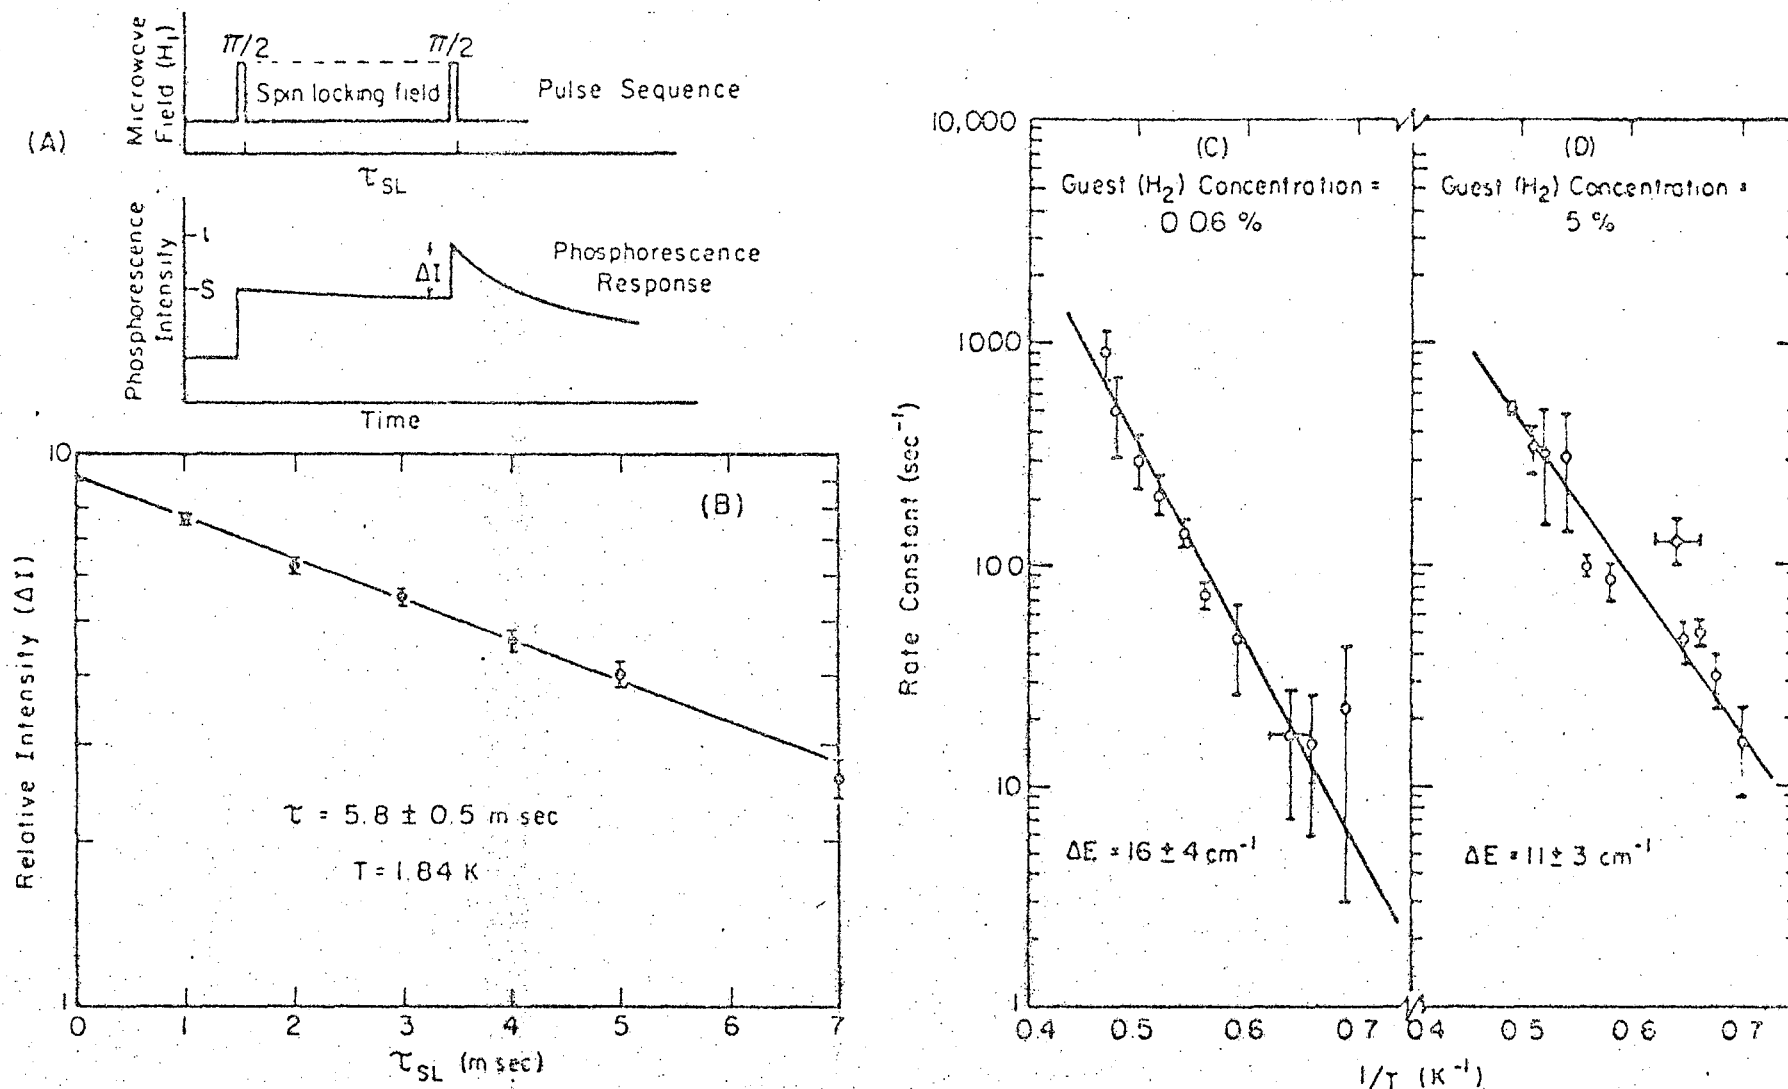 (A)
Microwave
Field (H1)
π/2
π/2
Spin locking field
Pulse Sequence
τSL
Phosphorescence
Intensity
-1
-S
ΔI
Phosphorescence
Response
Time
(B)
Relative Intensity (ΔI)
10
1
τ = 5.8 ± 0.5 m sec
T = 1.84 K
0 1 2 3 4 5 6 7
τSL (m sec)
Rate Constant (sec-1)
10,000
1000
100
10
1
(C)
Guest (H2) Concentration =
0.06 %
ΔE = 16 ± 4 cm-1
0.4 0.5 0.6 0.7
(D)
Guest (H2) Concentration =
5 %
ΔE = 11 ± 3 cm-1
0.4 0.5 0.6 0.7
1/T (K-1)